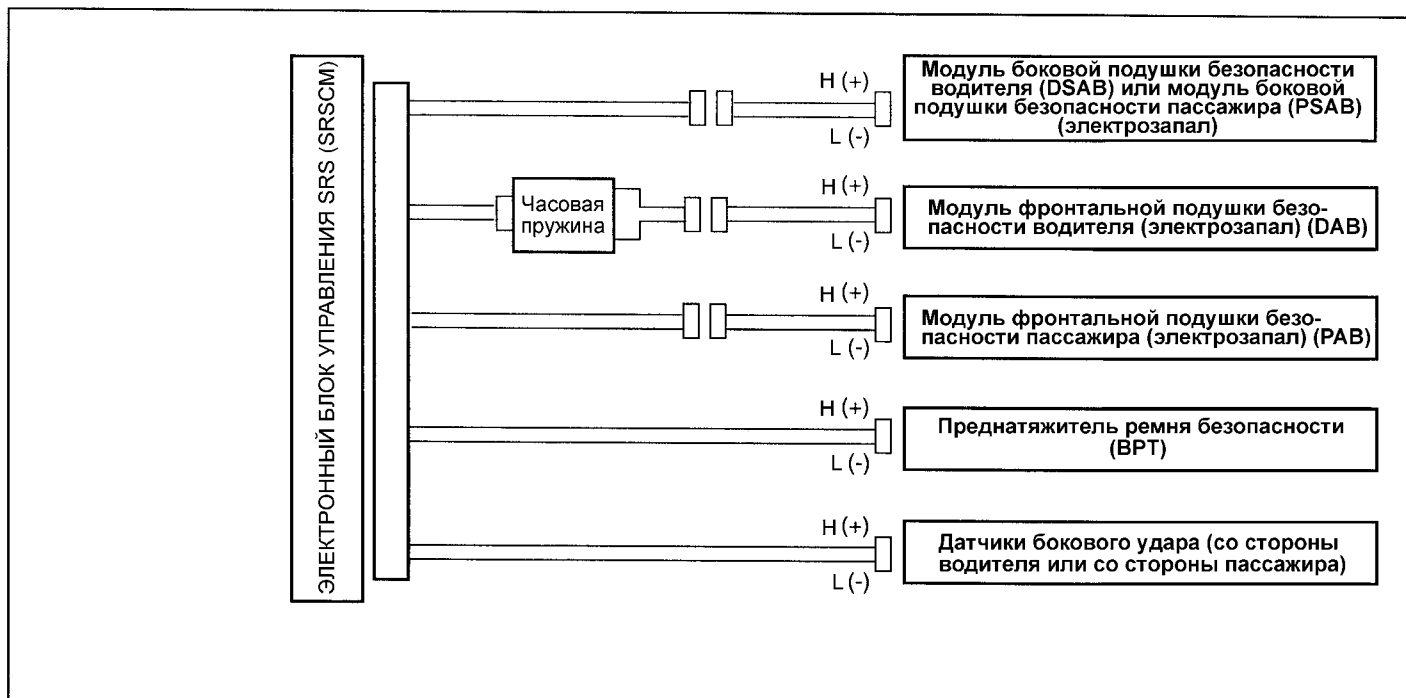 ЭЛЕКТРОННЫЙ БЛОК УПРАВЛЕНИЯ SRS (SRSCM)
H (+)
L (-)
Модуль боковой подушки безопасности
водителя (DSAB) или модуль боковой
подушки безопасности пассажира (PSAB)
(электрозапал)
Часовая
пружина
H (+)
L (-)
Модуль фронтальной подушки безо-
пасности водителя (электрозапал) (DAB)
H (+)
L (-)
Модуль фронтальной подушки безо-
пасности пассажира (электрозапал) (PAB)
H (+)
L (-)
Преднатяжитель ремня безопасности
(BPT)
H (+)
L (-)
Датчики бокового удара (со стороны
водителя или со стороны пассажира)